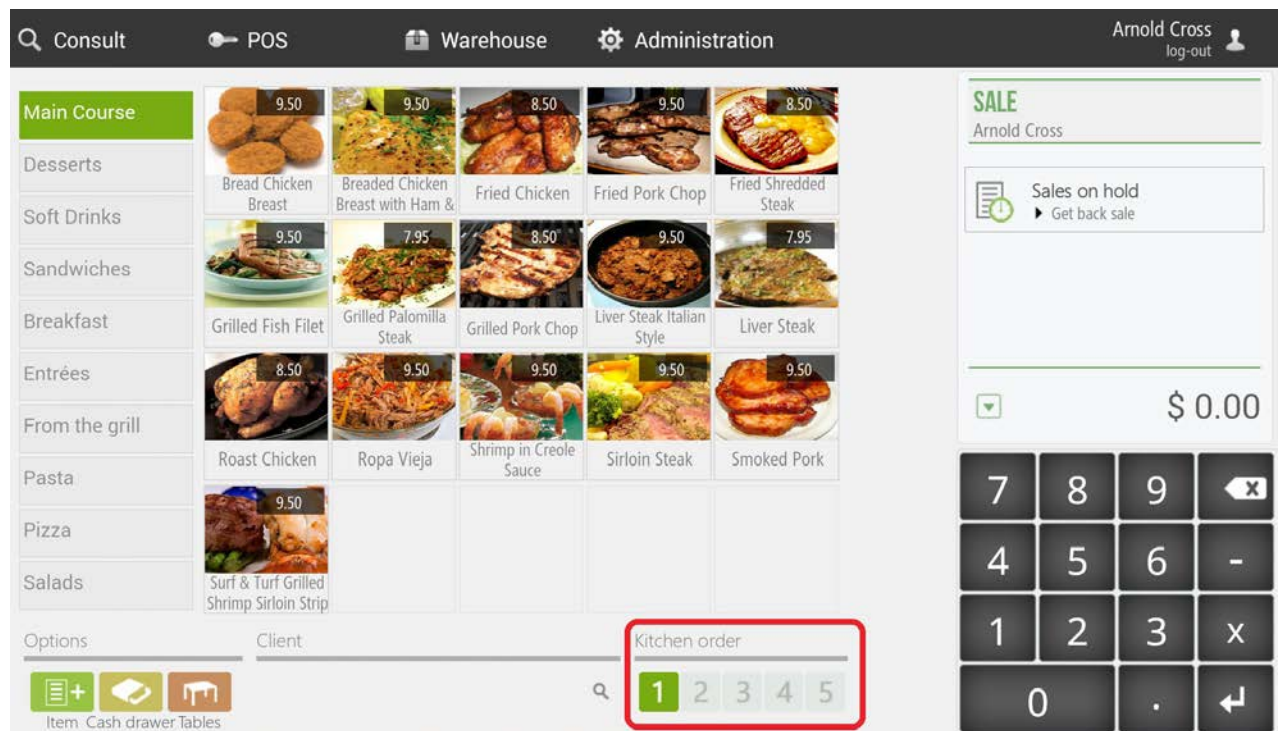 Consult
POS
Warehouse
Administration
Arnold Cross
log-out
Main Course
Desserts
Soft Drinks
Sandwiches
Breakfast
Entrées
From the grill
Pasta
Pizza
Salads
9.50
Bread Chicken
Breast
9.50
Breaded Chicken
Breast with Ham &
8.50
Fried Chicken
9.50
Fried Pork Chop
8.50
Fried Shredded
Steak
9.50
Grilled Fish Filet
7.95
Grilled Palomilla
Steak
8.50
Grilled Pork Chop
9.50
Liver Steak Italian
Style
7.95
Liver Steak
8.50
Roast Chicken
9.50
Ropa Vieja
9.50
Shrimp in Creole
Sauce
9.50
Sirloin Steak
9.50
Smoked Pork
9.50
Surf & Turf Grilled
Shrimp Sirloin Strip
SALE
Arnold Cross
Sales on hold
Get back sale
$ 0.00
7 8 9 x
4 5 6 -
1 2 3 x
0 .
Options
Item Cash drawer Tables
Client
Kitchen order
1 2 3 4 5